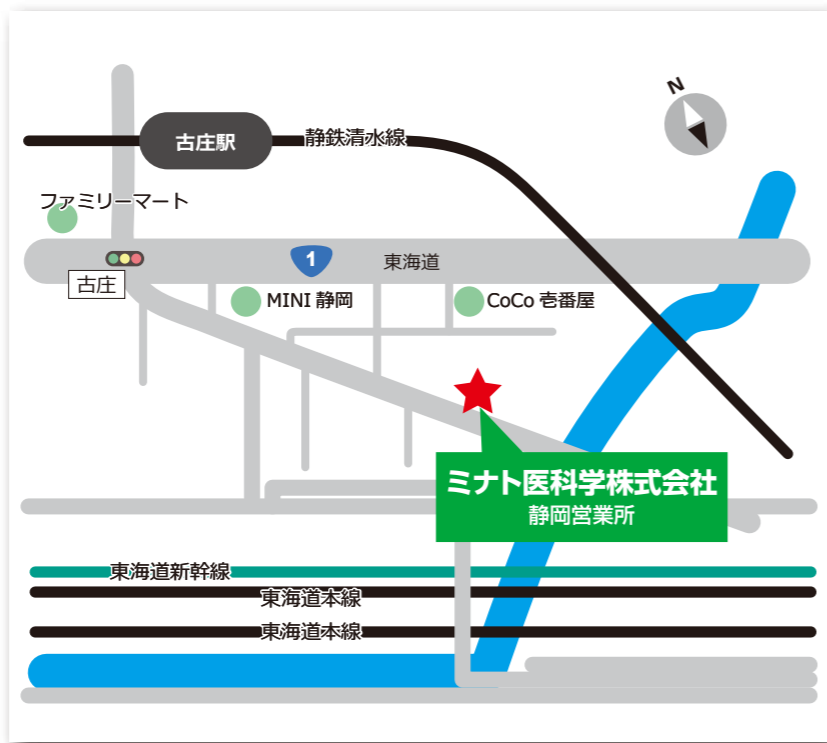 N
古庄駅
静鉄清水線
ファミリーマート
1
東海道
古庄
MINI 静岡
CoCo 壱番屋
ミナト医科学株式会社
静岡営業所
東海道新幹線
東海道本線
東海道本線